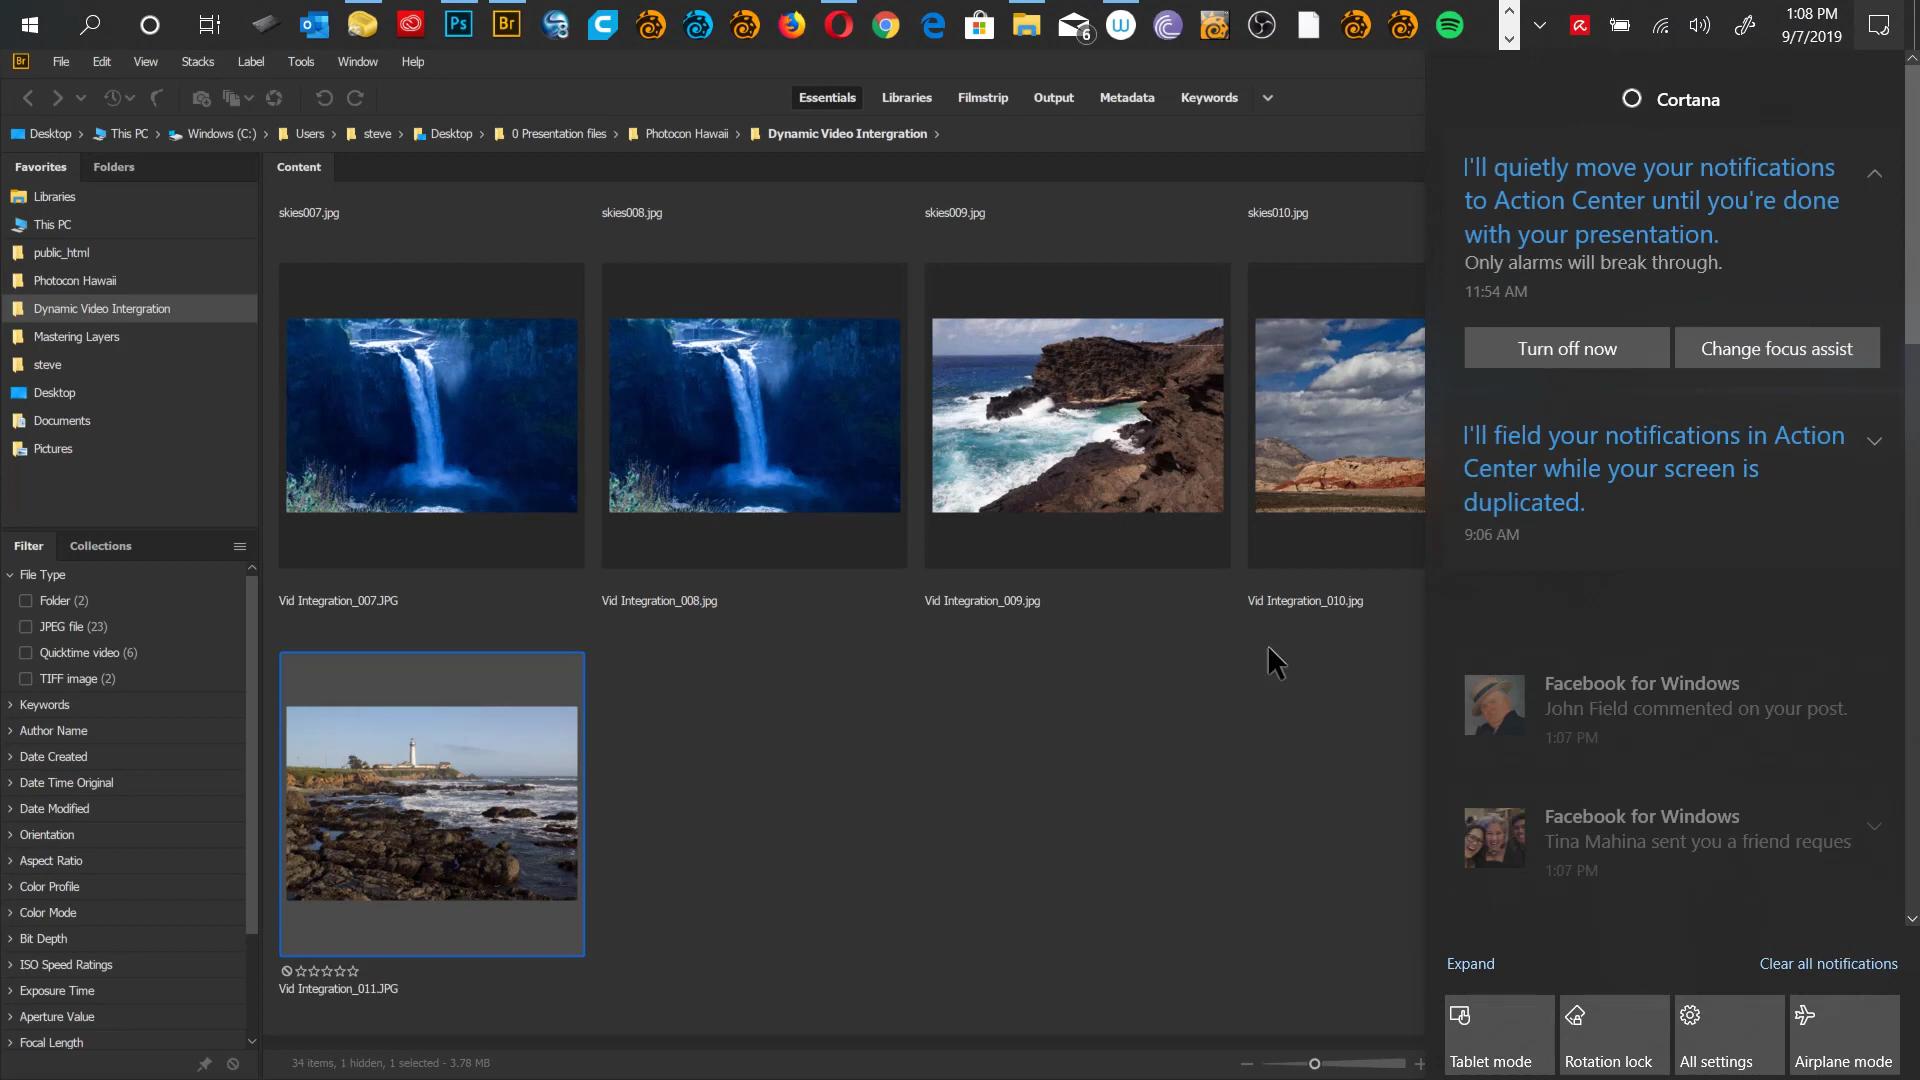 Ps
Br
6
W
1:08 PM
9/7/2019
Br
File
Edit
View
Stacks
Label
Tools
Window
Help
Essentials
Libraries
Filmstrip
Output
Metadata
Keywords
Desktop
This PC
Windows (C:)
Users
steve
Desktop
0 Presentation files
Photocon Hawaii
Dynamic Video Intergration
Favorites
Folders
Libraries
This PC
public_html
Photocon Hawaii
Dynamic Video Intergration
Mastering Layers
steve
Desktop
Documents
Pictures
Filter
Collections
File Type
Folder (2)
JPEG file (23)
Quicktime video (6)
TIFF image (2)
Keywords
Author Name
Date Created
Date Time Original
Date Modified
Orientation
Aspect Ratio
Color Profile
Color Mode
Bit Depth
ISO Speed Ratings
Exposure Time
Aperture Value
Focal Length
Content
skies007.jpg
skies008.jpg
skies009.jpg
skies010.jpg
Vid Integration_007.JPG
Vid Integration_008.jpg
Vid Integration_009.jpg
Vid Integration_010.jpg
Vid Integration_011.JPG
34 items, 1 hidden, 1 selected - 3.78 MB
Cortana
I'll quietly move your notifications
to Action Center until you're done
with your presentation.
Only alarms will break through.
11:54 AM
Turn off now
Change focus assist
I'll field your notifications in Action
Center while your screen is
duplicated.
9:06 AM
Facebook for Windows
John Field commented on your post.
1:07 PM
Facebook for Windows
Tina Mahina sent you a friend reques
1:07 PM
Expand
Clear all notifications
Tablet mode
Rotation lock
All settings
Airplane mode